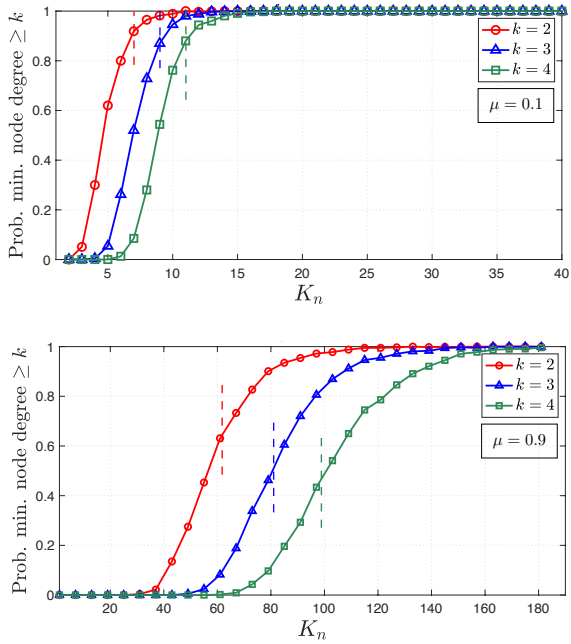 Prob. min. node degree ≥ k
1
0.8
0.6
0.4
0.2
0
k = 2
k = 3
k = 4
μ = 0.1
0 5 10 15 20 25 30 35 40
K_n
Prob. min. node degree ≥ k
1
0.8
0.6
0.4
0.2
0
k = 2
k = 3
k = 4
μ = 0.9
20 40 60 80 100 120 140 160 180
K_n